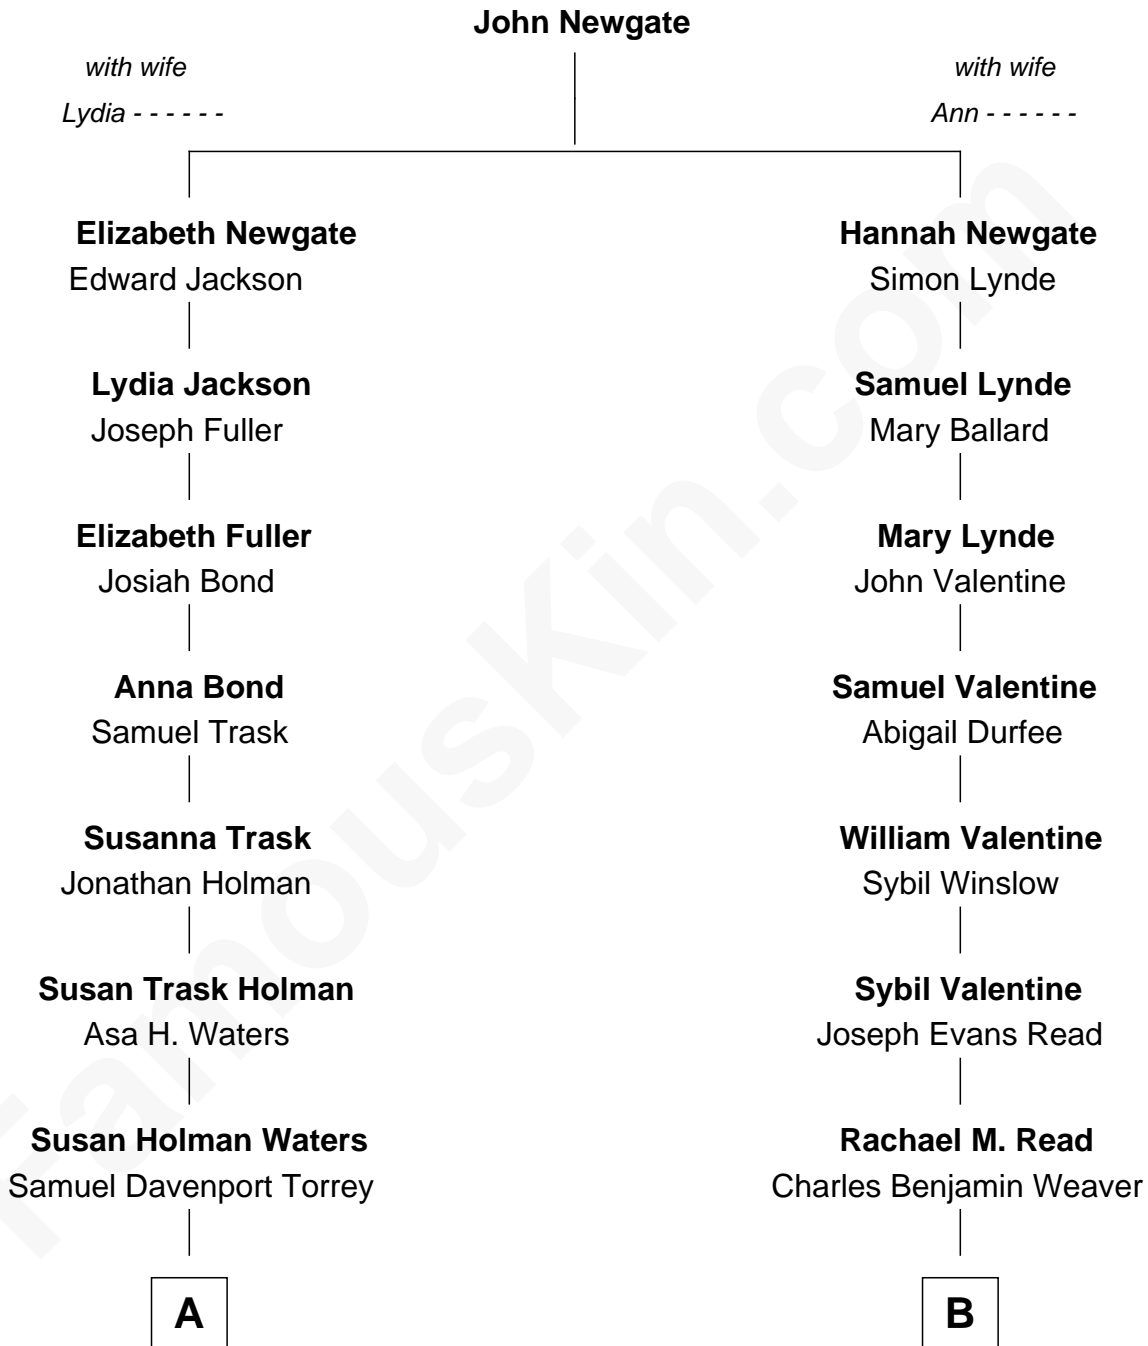 John Newgate
with wife
Lydia - - - - - -
with wife
Ann - - - - - -
Elizabeth Newgate
Edward Jackson
Hannah Newgate
Simon Lynde
Lydia Jackson
Joseph Fuller
Samuel Lynde
Mary Ballard
Elizabeth Fuller
Josiah Bond
Mary Lynde
John Valentine
Anna Bond
Samuel Trask
Samuel Valentine
Abigail Durfee
Susanna Trask
Jonathan Holman
William Valentine
Sybil Winslow
Susan Trask Holman
Asa H. Waters
Sybil Valentine
Joseph Evans Read
Susan Holman Waters
Samuel Davenport Torrey
Rachael M. Read
Charles Benjamin Weaver
A
B
FamousKin.com